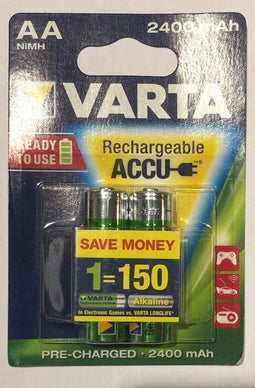 AA 2400 mAh
NiMH
VARTA
READY
TO USE
Rechargeable
ACCU
SAVE MONEY
1=150
VARTA
Alkaline
In Electronic Games vs. VARTA LONGLIFE
PRE-CHARGED · 2400 mAh